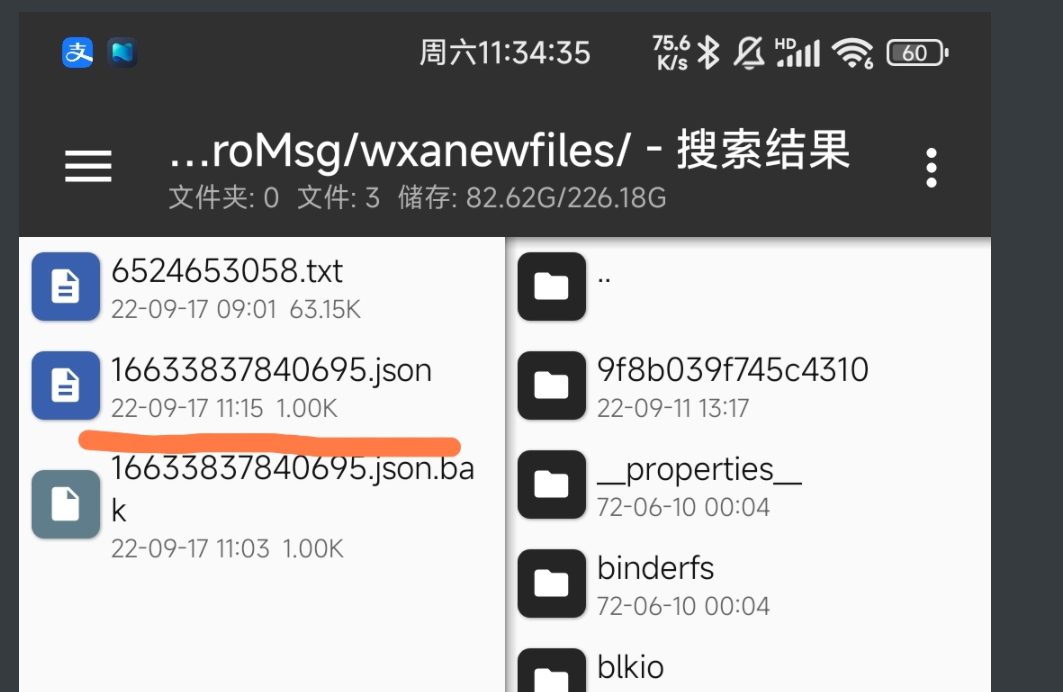 支
周六11:34:35
75.6
K/s
HD
6
60
...roMsg/wxanewfiles/ - 搜索结果
文件夹: 0 文件: 3 储存: 82.62G/226.18G
6524653058.txt
22-09-17 09:01 63.15K
16633837840695.json
22-09-17 11:15 1.00K
16633837840695.json.ba
k
22-09-17 11:03 1.00K
..
9f8b039f745c4310
22-09-11 13:17
__properties__
72-06-10 00:04
binderfs
72-06-10 00:04
blkio